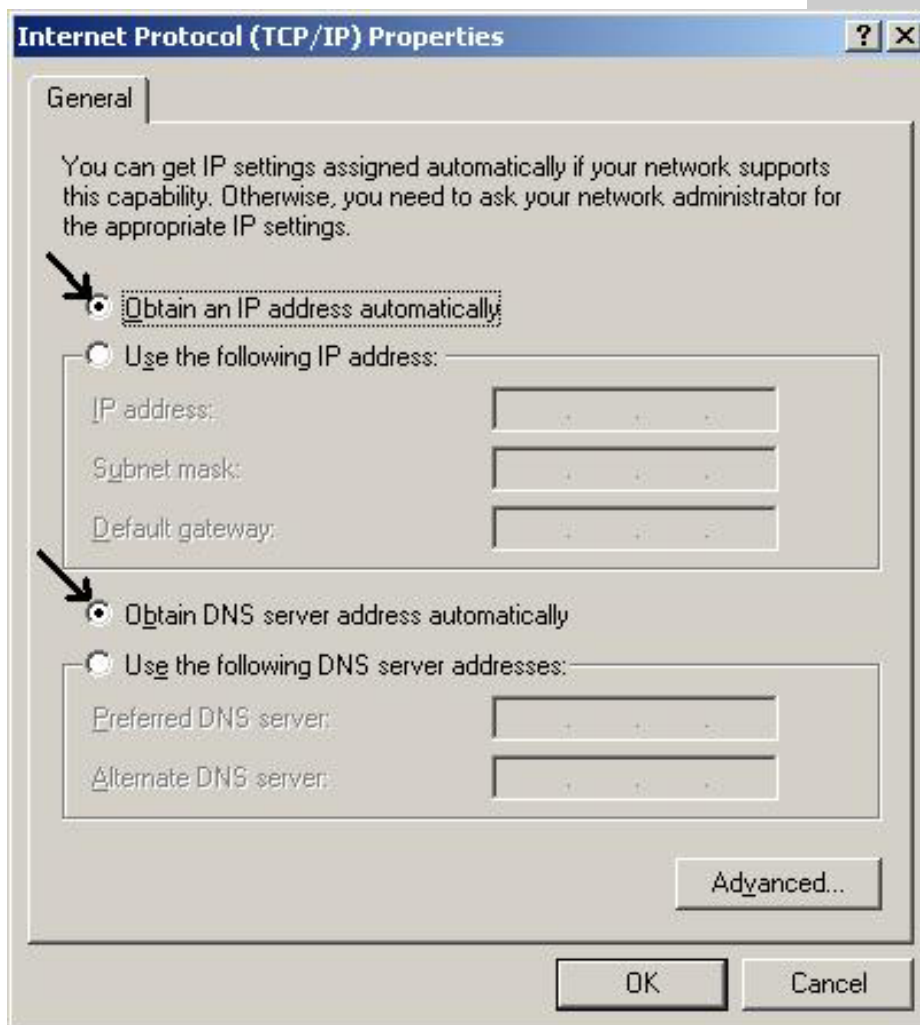 Internet Protocol (TCP/IP) Properties
General
You can get IP settings assigned automatically if your network supports
this capability. Otherwise, you need to ask your network administrator for
the appropriate IP settings.
Obtain an IP address automatically
Use the following IP address:
IP address:
Subnet mask:
Default gateway:
Obtain DNS server address automatically
Use the following DNS server addresses:
Preferred DNS server:
Alternate DNS server:
Advanced...
OK Cancel